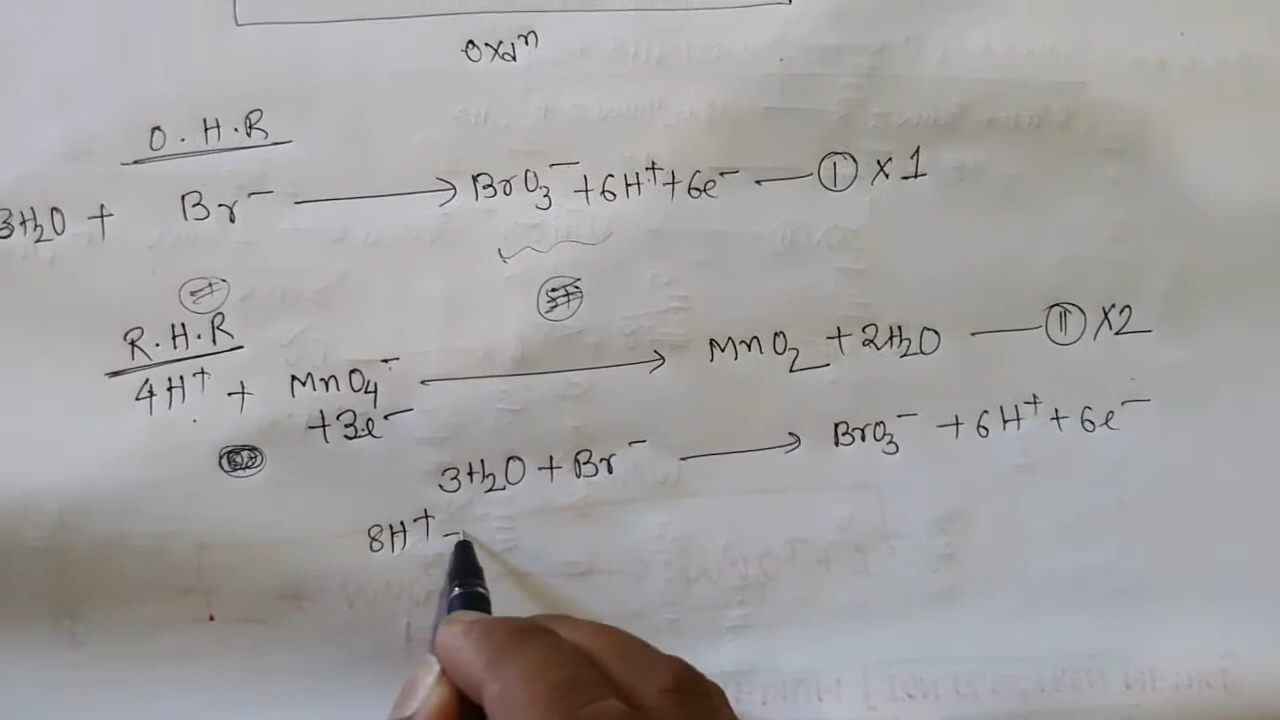 Oxdⁿ
O.H.R
3H₂O + Br⁻ ⟶ BrO₃⁻ + 6H⁺ + 6e⁻ — Ⓘ × 1
R.H.R
4H⁺ + MnO₄⁻ ⟶ MnO₂ + 2H₂O — Ⓘⓘ × 2
+3e⁻
3H₂O + Br⁻ ⟶ BrO₃⁻ + 6H⁺ + 6e⁻
8H⁺